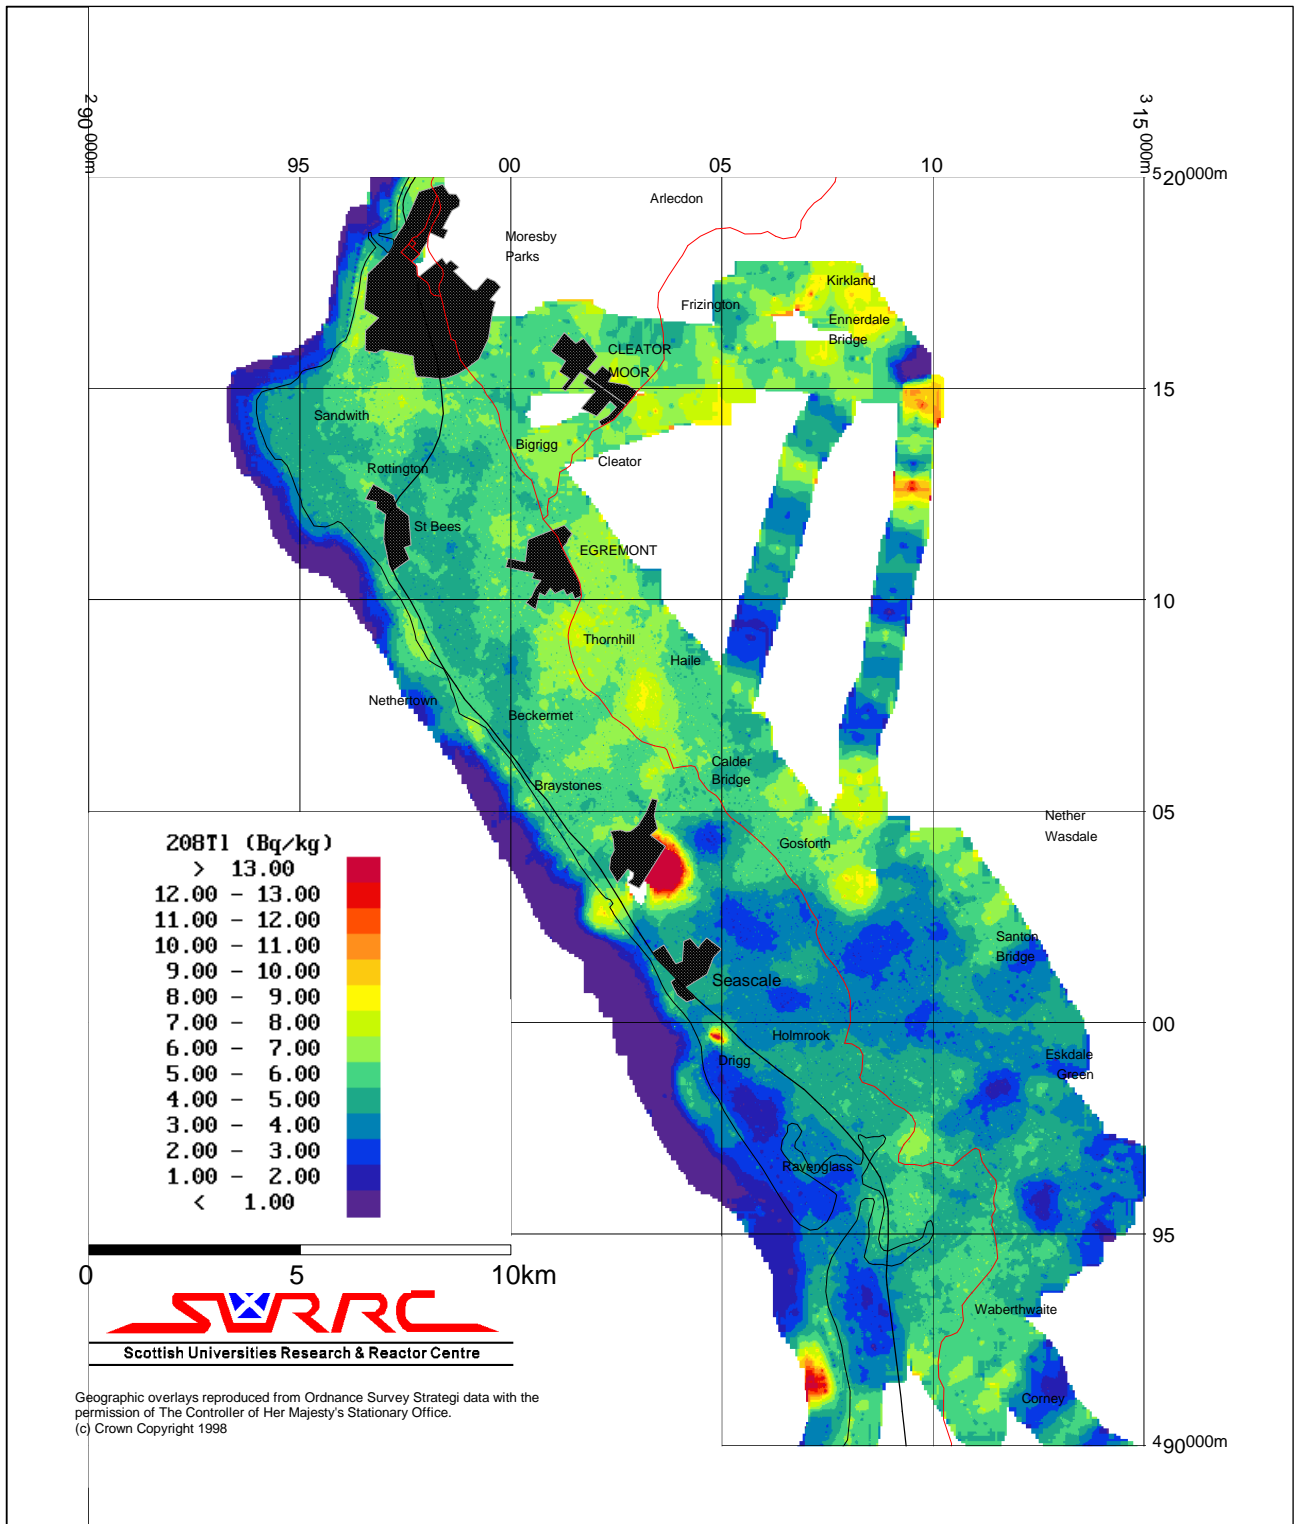 2 90 000m
3 15 000m
95
00
05
10
5 20 000m
Arlecdon
Moresby
Parks
Kirkland
Frizington
Ennerdale
Bridge
CLEATOR
MOOR
15
Sandwith
Bigrigg
Cleator
Rottington
St Bees
EGREMONT
10
Thornhill
Haile
Nethertown
Beckermet
Calder
Bridge
Braystones
05
Nether
Wasdale
Gosforth
208Tl (Bq/kg)
> 13.00
12.00 - 13.00
11.00 - 12.00
10.00 - 11.00
9.00 - 10.00
8.00 - 9.00
7.00 - 8.00
6.00 - 7.00
5.00 - 6.00
4.00 - 5.00
3.00 - 4.00
2.00 - 3.00
1.00 - 2.00
< 1.00
Santon
Bridge
Seascale
00
Holmrook
Drigg
Eskdale
Green
Ravenglass
95
0
5
10km
Waberthwaite
SURRC
Scottish Universities Research & Reactor Centre
Corney
Geographic overlays reproduced from Ordnance Survey Strategi data with the
permission of The Controller of Her Majesty's Stationary Office.
(c) Crown Copyright 1998
4 90 000m